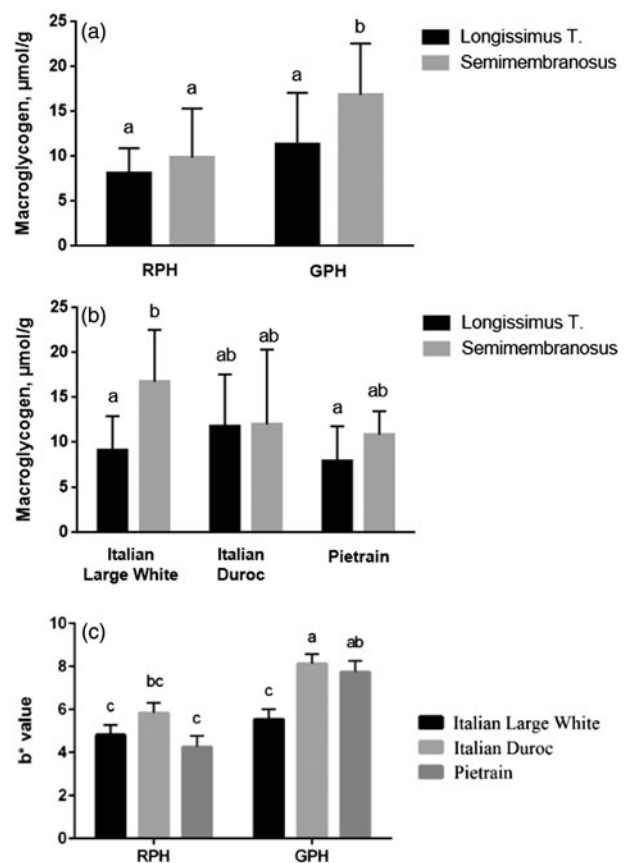 (a)
Macroglycogen, μmol/g
25
20
15
10
5
0
a
a
a
b
RPH
GPH
Longissimus T.
Semimembranosus
(b)
Macroglycogen, μmol/g
25
20
15
10
5
0
a
b
ab
ab
a
ab
Italian
Large White
Italian
Duroc
Pietrain
Longissimus T.
Semimembranosus
(c)
b* value
10
8
6
4
2
0
c
bc
c
c
a
ab
RPH
GPH
Italian Large White
Italian Duroc
Pietrain